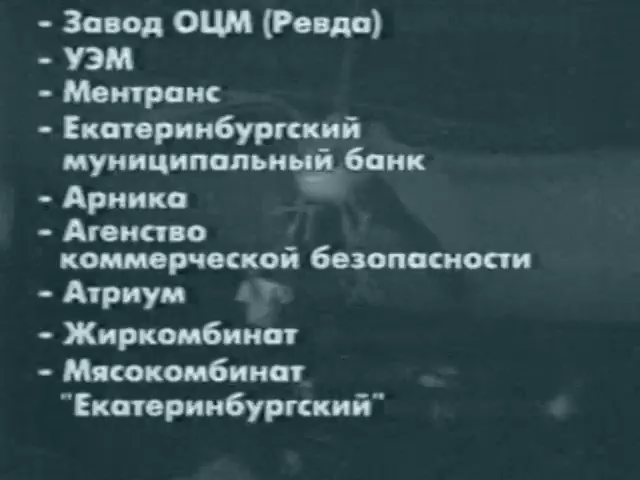 - Завод ОЦМ (Ревда)
- УЭМ
- Ментранс
- Екатеринбургский
муниципальный банк
- Арника
- Агенство
коммерческой безопасности
- Атриум
- Жиркомбинат
- Мясокомбинат
"Екатеринбургский"